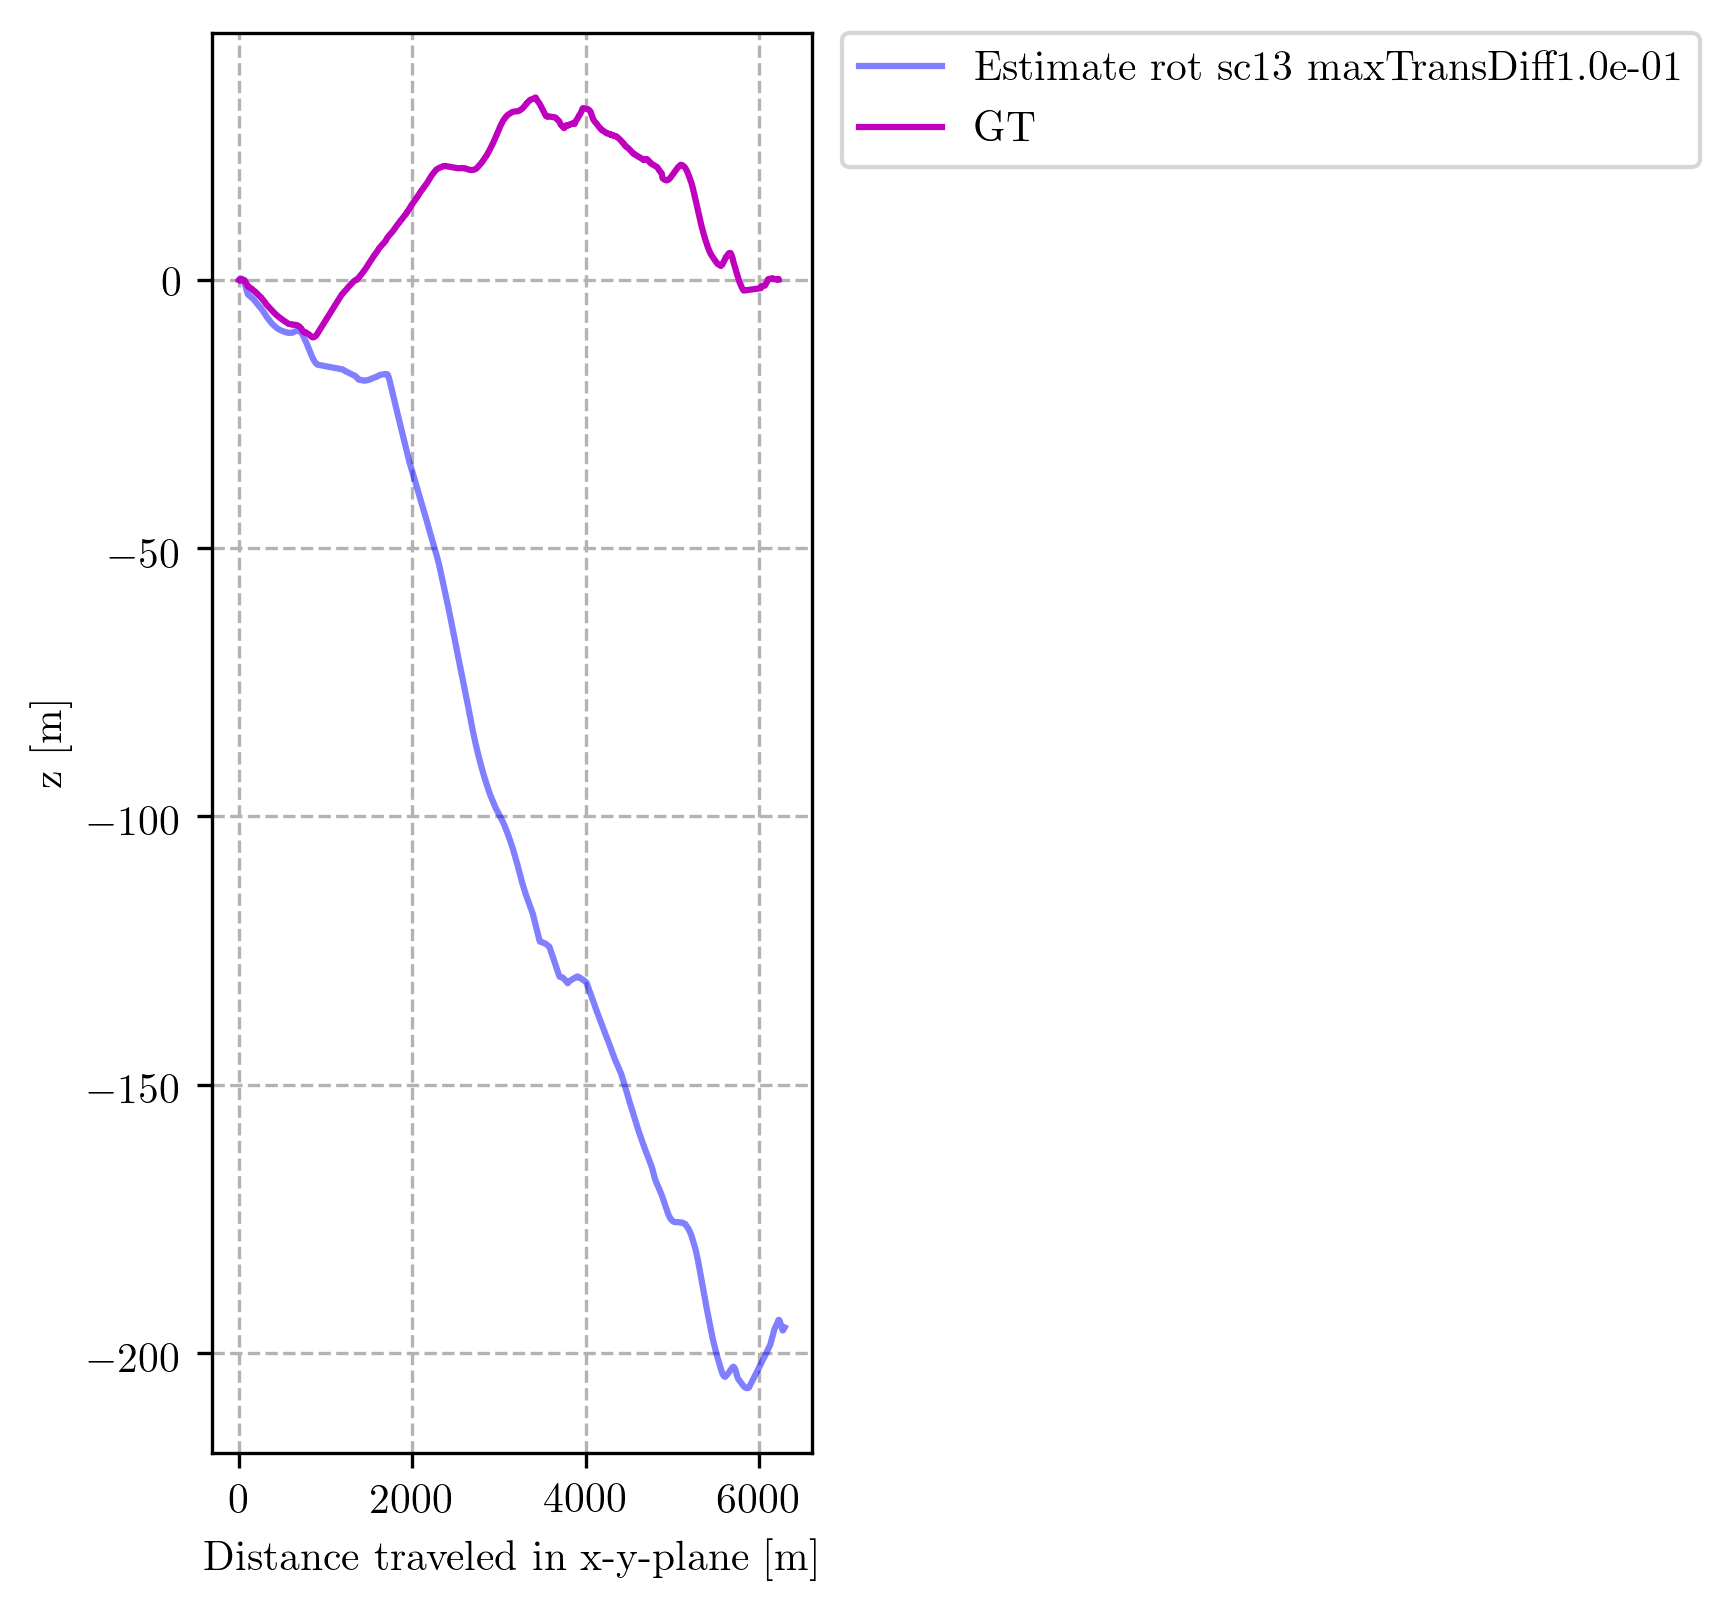 Estimate rot sc13 maxTransDiff1.0e-01
GT
0
−50
−100
−150
−200
z [m]
0 2000 4000 6000
Distance traveled in x-y-plane [m]